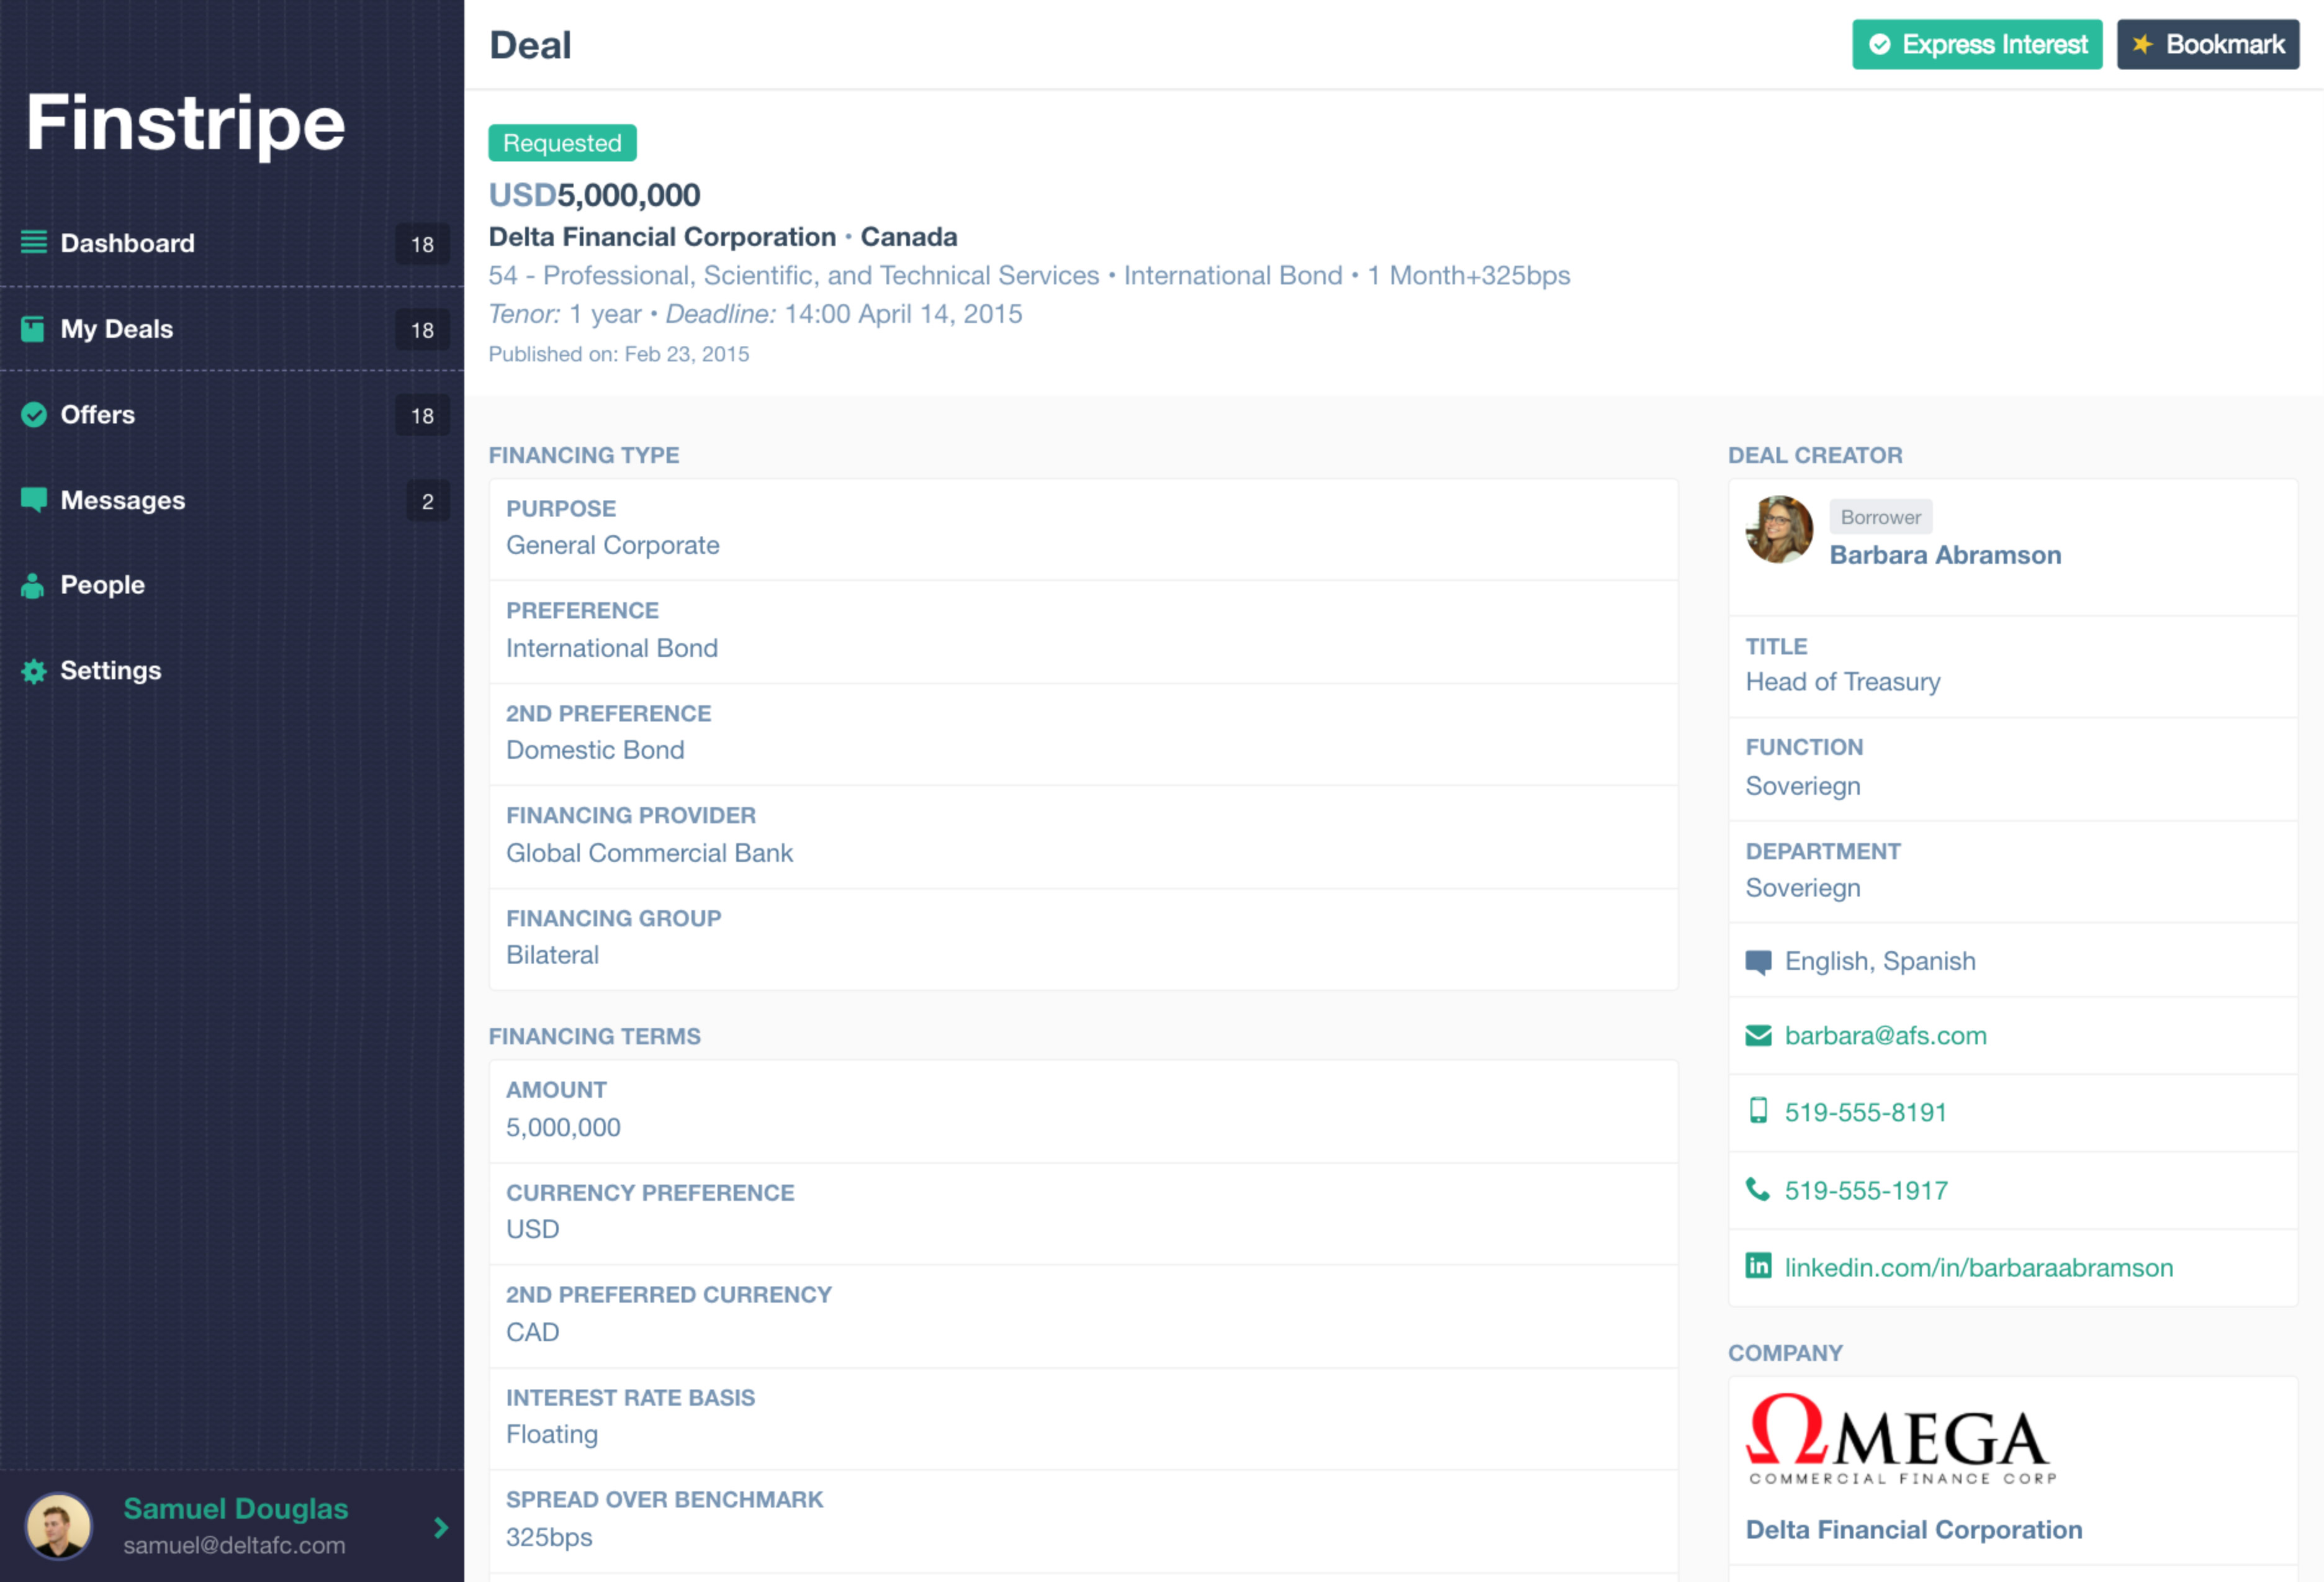 Finstripe
Dashboard 18
My Deals 18
Offers 18
Messages 2
People
Settings
Samuel Douglas
samuel@deltafc.com
Deal
Express Interest
Bookmark
Requested
USD5,000,000
Delta Financial Corporation • Canada
54 - Professional, Scientific, and Technical Services • International Bond • 1 Month+325bps
Tenor: 1 year • Deadline: 14:00 April 14, 2015
Published on: Feb 23, 2015
FINANCING TYPE
PURPOSE
General Corporate
PREFERENCE
International Bond
2ND PREFERENCE
Domestic Bond
FINANCING PROVIDER
Global Commercial Bank
FINANCING GROUP
Bilateral
FINANCING TERMS
AMOUNT
5,000,000
CURRENCY PREFERENCE
USD
2ND PREFERRED CURRENCY
CAD
INTEREST RATE BASIS
Floating
SPREAD OVER BENCHMARK
325bps
DEAL CREATOR
Borrower
Barbara Abramson
TITLE
Head of Treasury
FUNCTION
Soveriegn
DEPARTMENT
Soveriegn
English, Spanish
barbara@afs.com
519-555-8191
519-555-1917
in linkedin.com/in/barbaraabramson
COMPANY
ΩMEGA
COMMERCIAL FINANCE CORP
Delta Financial Corporation